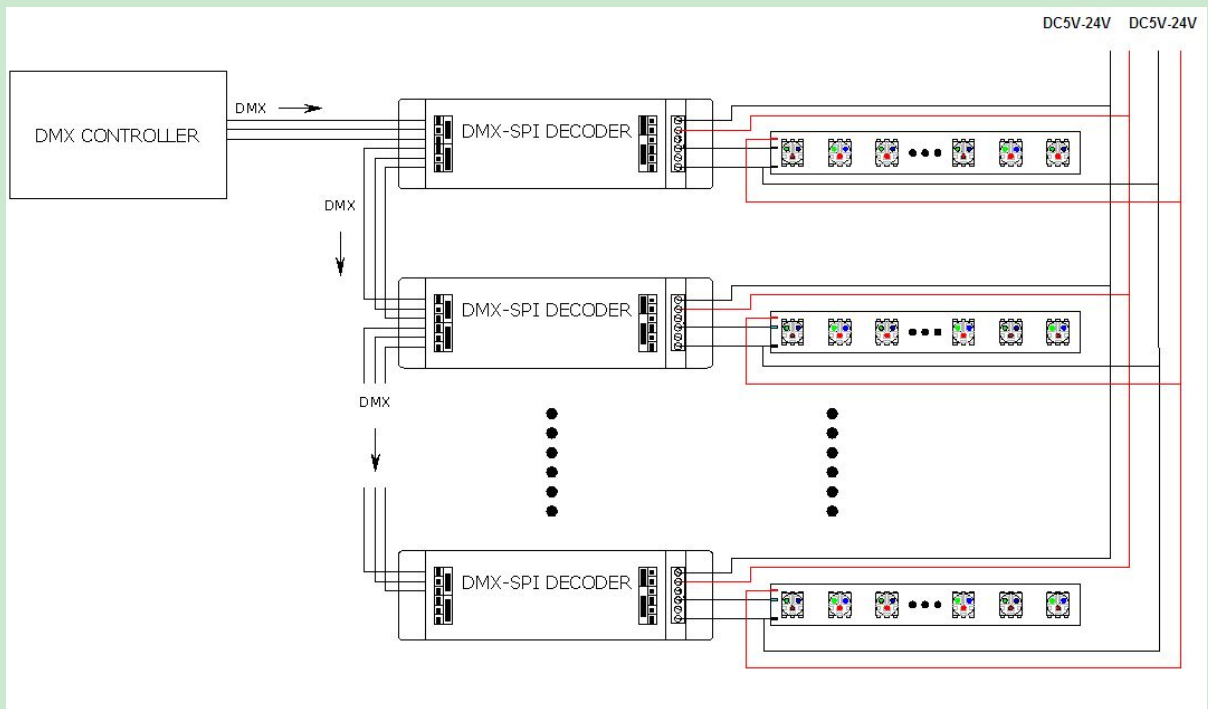 DC5V-24V DC5V-24V
DMX
DMX CONTROLLER
DMX-SPI DECODER
DMX
DMX-SPI DECODER
DMX
DMX-SPI DECODER